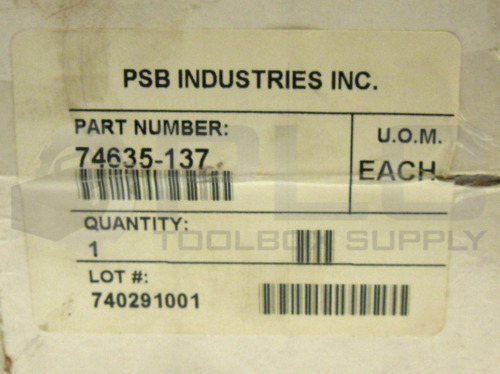 PSB INDUSTRIES INC.
PART NUMBER:
74635-137
U.O.M.
EACH
QUANTITY:
1
TOOLBOX SUPPLY
LOT #:
740291001